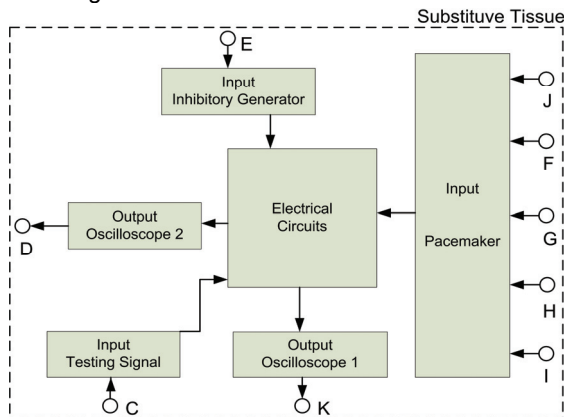 Substituve Tissue
E
Input
Inhibitory Generator
J
F
Input
Pacemaker
G
H
I
Electrical
Circuits
Output
Oscilloscope 2
D
Input
Testing Signal
C
Output
Oscilloscope 1
K